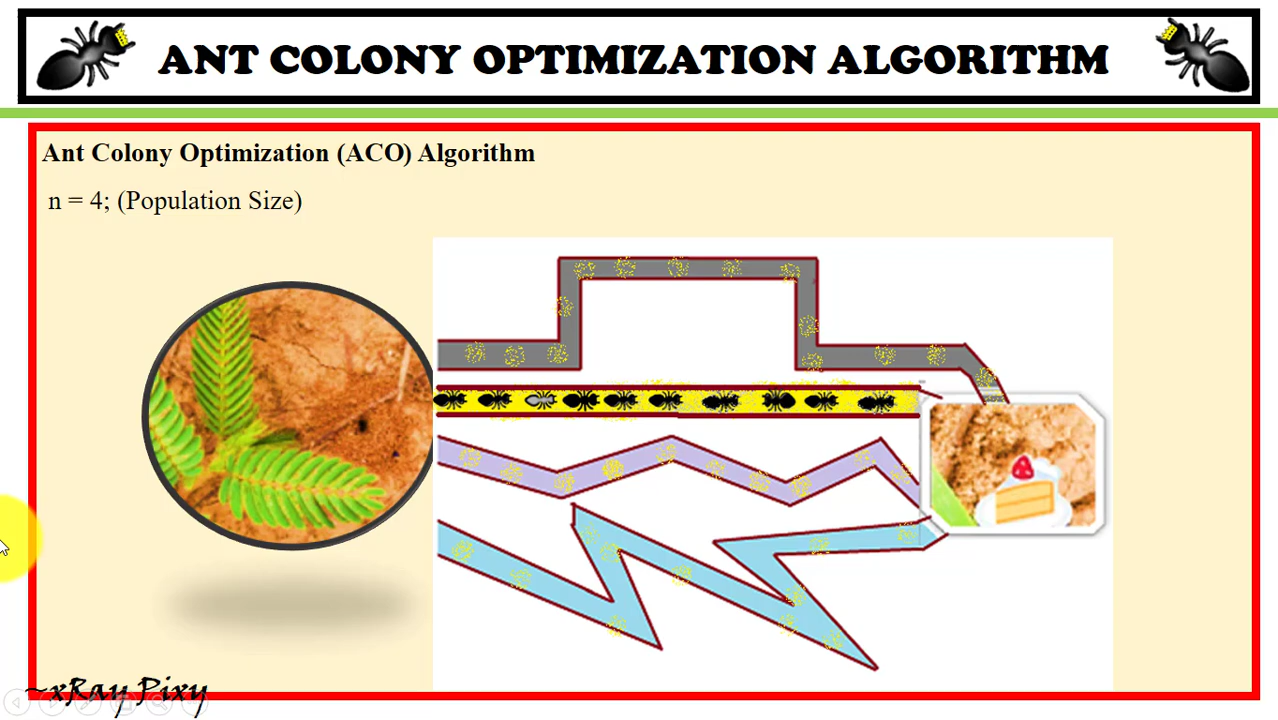 ANT COLONY OPTIMIZATION ALGORITHM
Ant Colony Optimization (ACO) Algorithm
n = 4; (Population Size)
~xRay Pixy